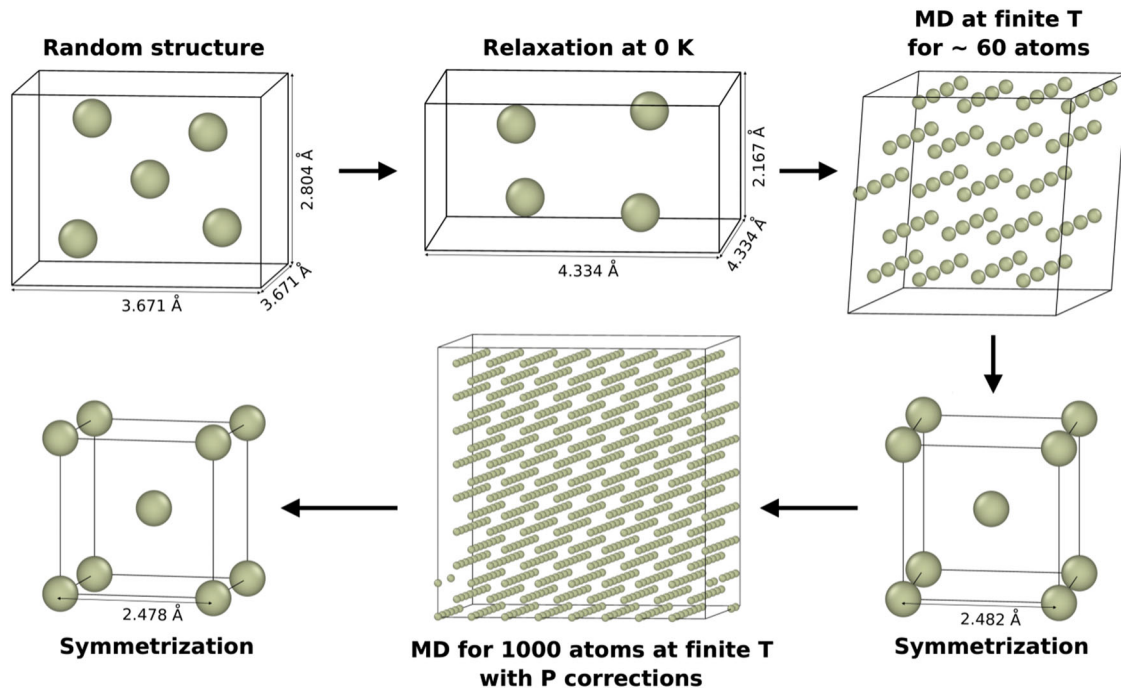 Random structure
2.804 Å
3.671 Å
3.671 Å
Relaxation at 0 K
2.167 Å
4.334 Å
4.334 Å
MD at finite T
for ~ 60 atoms
2.482 Å
Symmetrization
MD for 1000 atoms at finite T
with P corrections
2.478 Å
Symmetrization